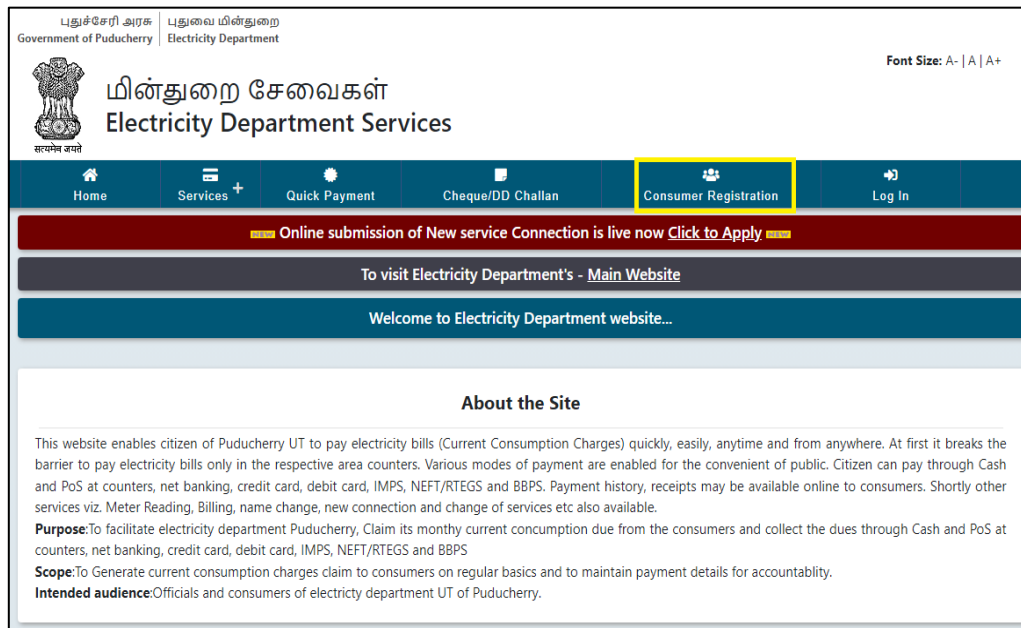 புதுச்சேரி அரசு | புதுவை மின்துறை
Government of Puducherry | Electricity Department
Font Size: A- | A | A+
மின்துறை சேவைகள்
Electricity Department Services
सत्यमेव जयते
Home Services + Quick Payment Cheque/DD Challan Consumer Registration Log In
NEW Online submission of New service Connection is live now Click to Apply NEW
To visit Electricity Department's - Main Website
Welcome to Electricity Department website...
About the Site
This website enables citizen of Puducherry UT to pay electricity bills (Current Consumption Charges) quickly, easily, anytime and from anywhere. At first it breaks the
barrier to pay electricity bills only in the respective area counters. Various modes of payment are enabled for the convenient of public. Citizen can pay through Cash
and PoS at counters, net banking, credit card, debit card, IMPS, NEFT/RTEGS and BBPS. Payment history, receipts may be available online to consumers. Shortly other
services viz. Meter Reading, Billing, name change, new connection and change of services etc also available.
Purpose:To facilitate electricity department Puducherry, Claim its monthy current concumption due from the consumers and collect the dues through Cash and PoS at
counters, net banking, credit card, debit card, IMPS, NEFT/RTEGS and BBPS
Scope:To Generate current consumption charges claim to consumers on regular basics and to maintain payment details for accountablity.
Intended audience:Officials and consumers of electricty department UT of Puducherry.